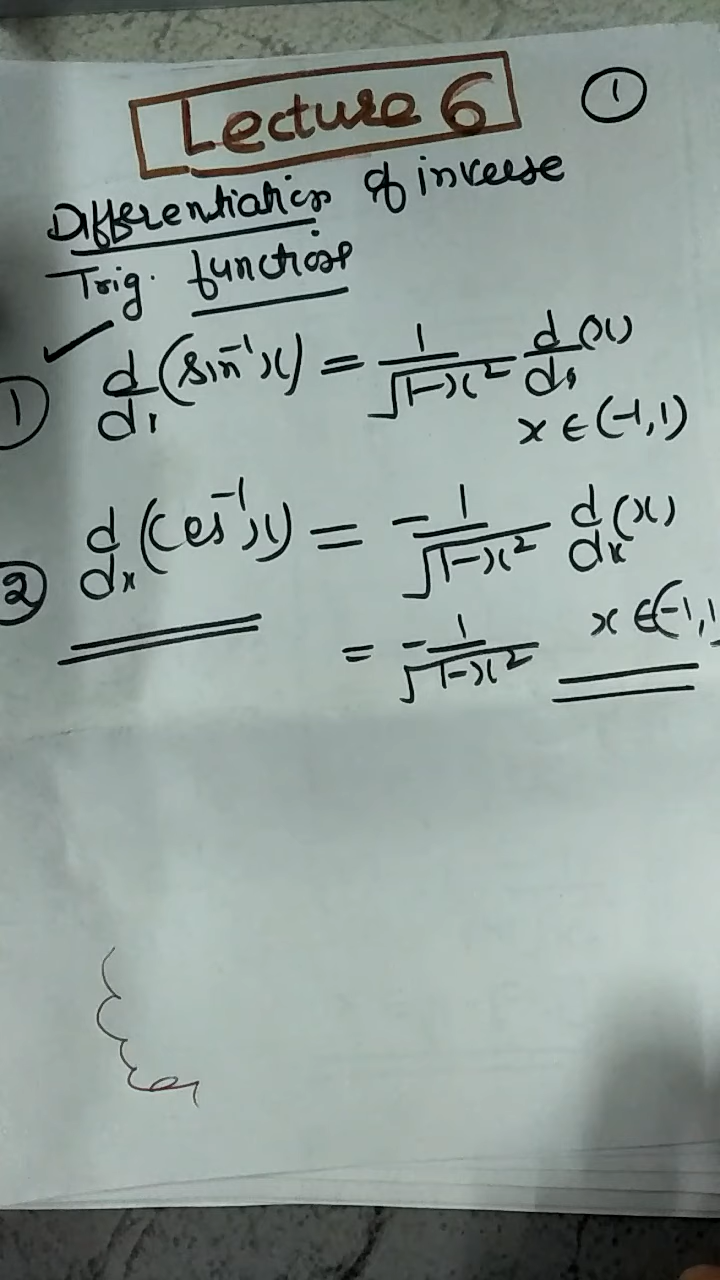 Lecture 6
①
Differentiation of inverse
Trig. functions
① d/dx (sin⁻¹x) = 1/√1-x² d/dx (x)
x ∈ (-1,1)
② d/dx (cos⁻¹x) = -1/√1-x² d/dx (x)
= -1/√1-x² x ∈ (-1,1